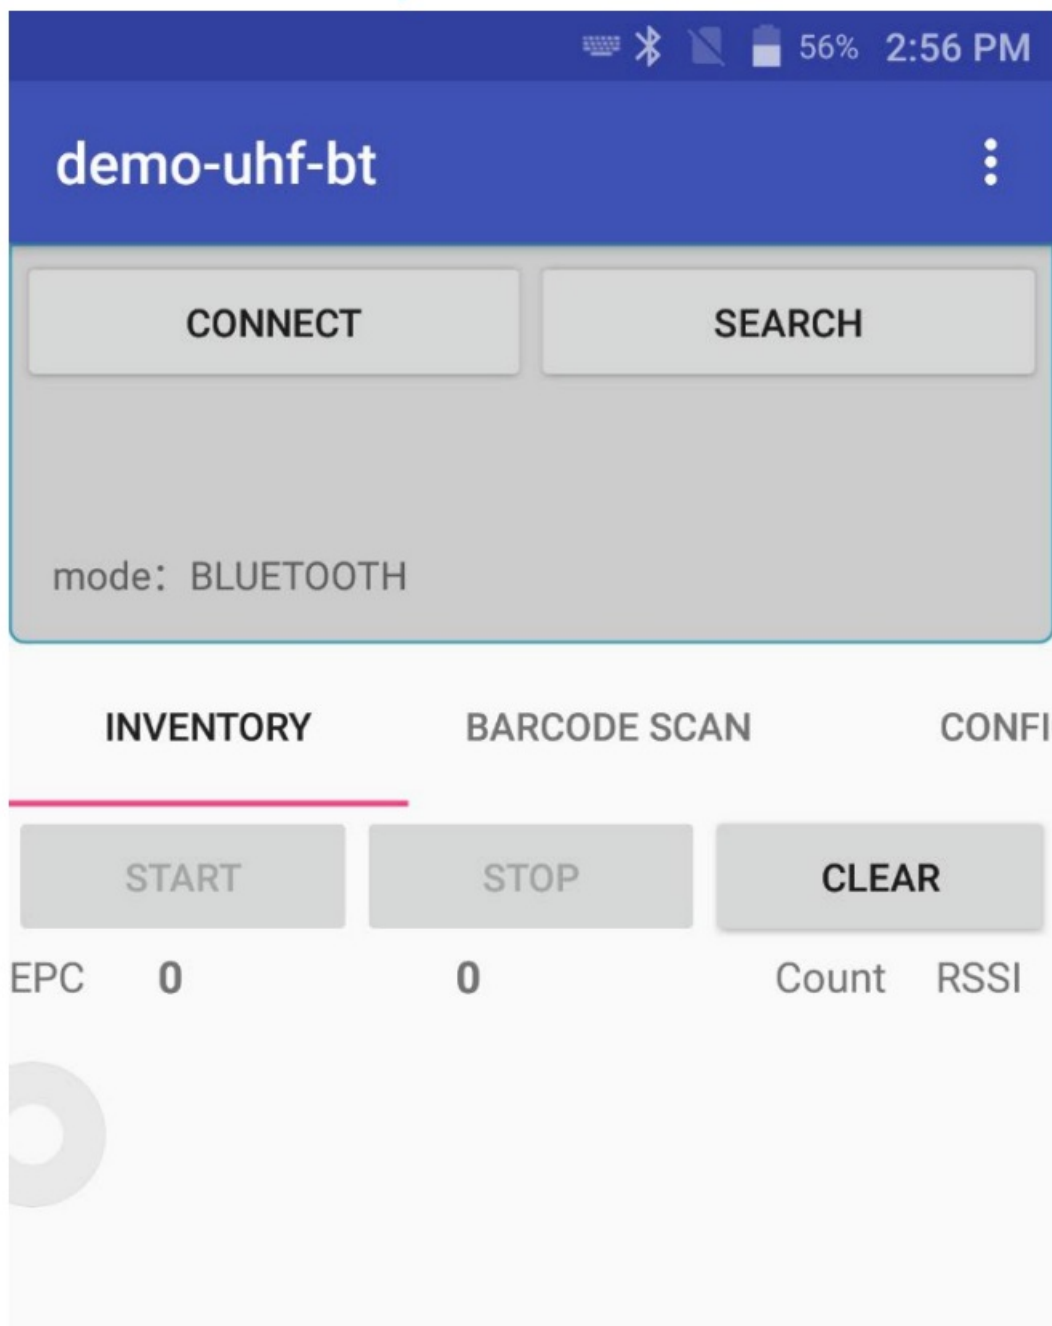 56% 2:56 PM
demo-uhf-bt
CONNECT SEARCH
mode: BLUETOOTH
INVENTORY BARCODE SCAN CONFI
START STOP CLEAR
EPC 0 0 Count RSSI